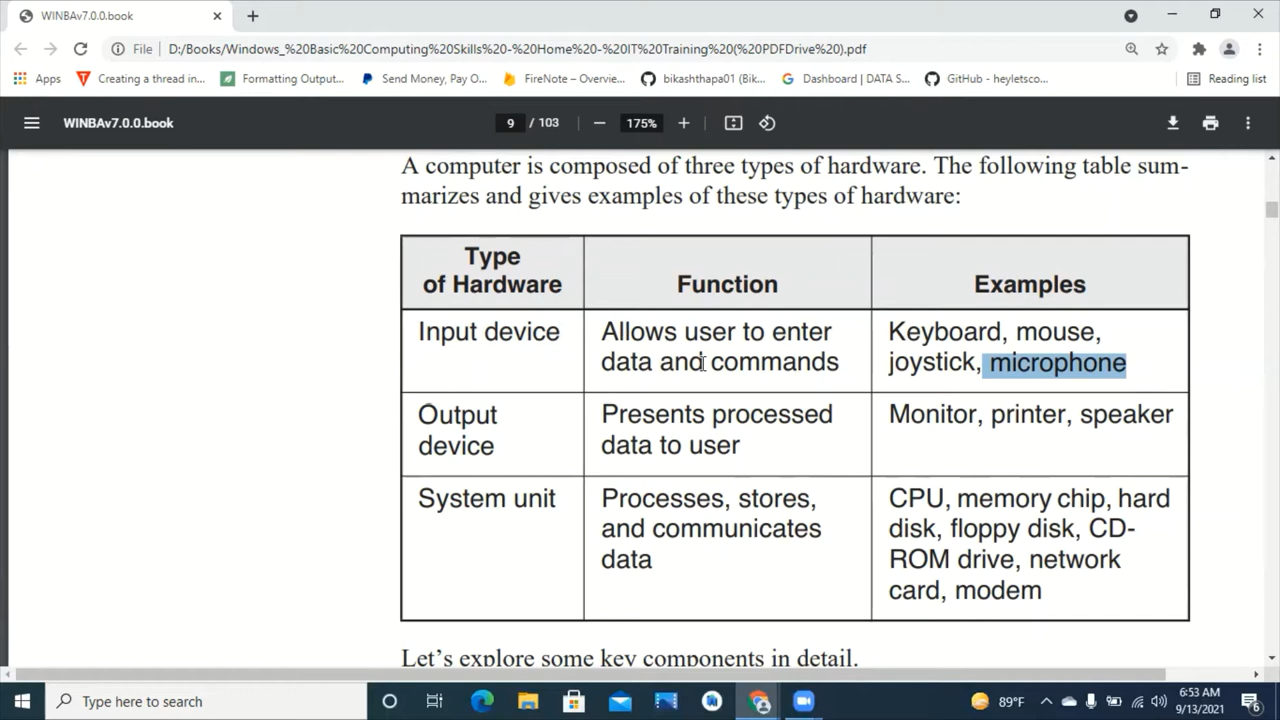 WINBAv7.0.0.book
File
D:/Books/Windows_%20Basic%20Computing%20Skills%20-%20Home%20-%20IT%20Training%20(%20PDFDrive%20).pdf
Apps
Creating a thread in...
Formatting Output...
Send Money, Pay O...
FireNote – Overvie...
bikashthapa01 (Bik...
Dashboard | DATA S...
GitHub - heyletsco...
Reading list
WINBAv7.0.0.book
9 / 103
175%
A computer is composed of three types of hardware. The following table sum-
marizes and gives examples of these types of hardware:
Type
of Hardware
Function
Examples
Input device
Allows user to enter
data and commands
Keyboard, mouse,
joystick, microphone
Output
device
Presents processed
data to user
Monitor, printer, speaker
System unit
Processes, stores,
and communicates
data
CPU, memory chip, hard
disk, floppy disk, CD-
ROM drive, network
card, modem
Let's explore some key components in detail.
Type here to search
89°F
6:53 AM
9/13/2021
6